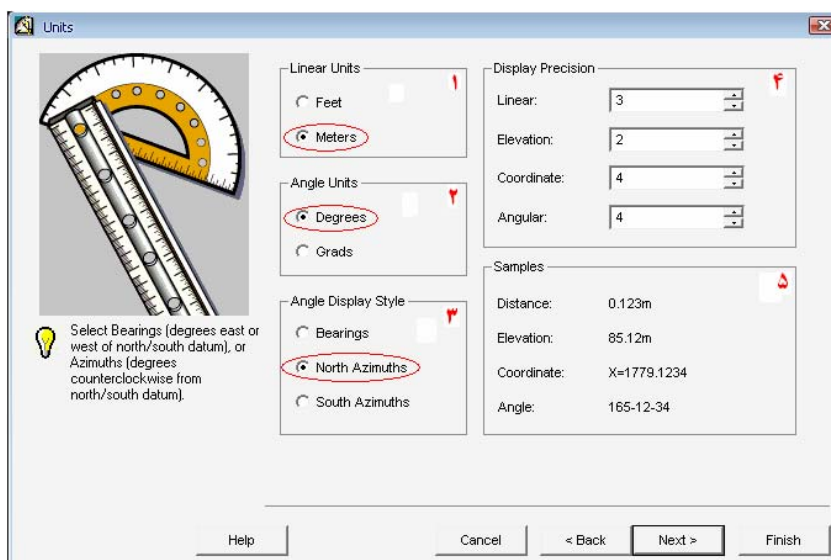 Units
Linear Units ۱
Feet
Meters
Angle Units ۲
Degrees
Grads
Angle Display Style ۳
Bearings
North Azimuths
South Azimuths
Display Precision ۴
Linear: 3
Elevation: 2
Coordinate: 4
Angular: 4
Samples ۵
Distance: 0.123m
Elevation: 85.12m
Coordinate: X=1779.1234
Angle: 165-12-34
Select Bearings (degrees east or
west of north/south datum), or
Azimuths (degrees
counterclockwise from
north/south datum).
Help Cancel < Back Next > Finish